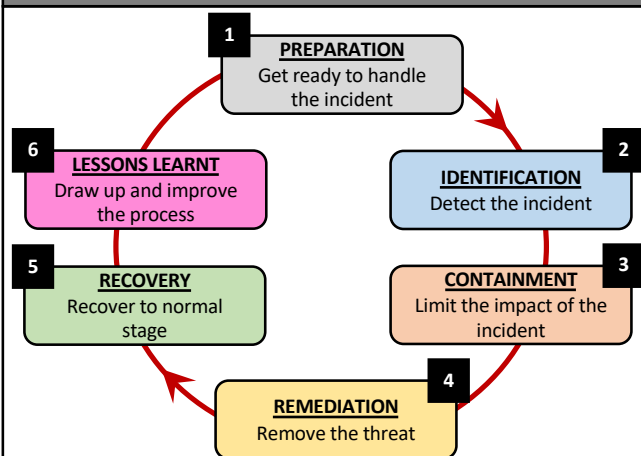 1
PREPARATION
Get ready to handle
the incident
2
IDENTIFICATION
Detect the incident
3
CONTAINMENT
Limit the impact of the
incident
4
REMEDIATION
Remove the threat
5
RECOVERY
Recover to normal
stage
6
LESSONS LEARNT
Draw up and improve
the process